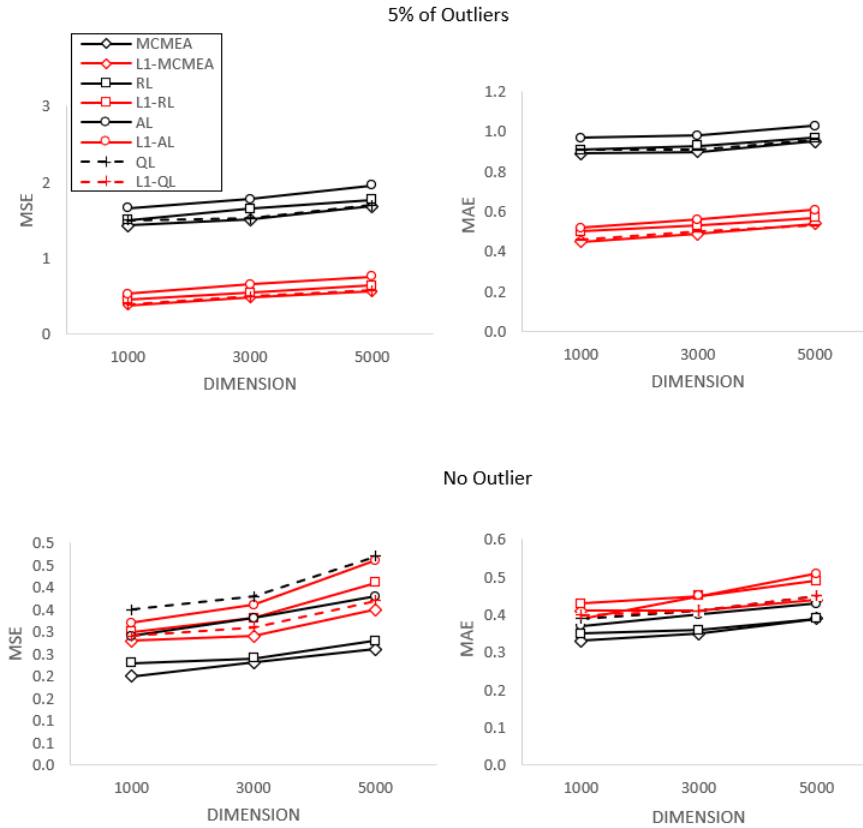 5% of Outliers
MCMEA
L1-MCMEA
RL
L1-RL
AL
L1-AL
QL
L1-QL
3
2
1
0
MSE
1000 3000 5000
DIMENSION
1.2
1.0
0.8
0.6
0.4
0.2
0.0
MAE
1000 3000 5000
DIMENSION
No Outlier
0.5
0.4
0.4
0.3
0.3
0.2
0.2
0.1
0.1
0.0
MSE
1000 3000 5000
DIMENSION
0.6
0.5
0.4
0.3
0.2
0.1
0.0
MAE
1000 3000 5000
DIMENSION